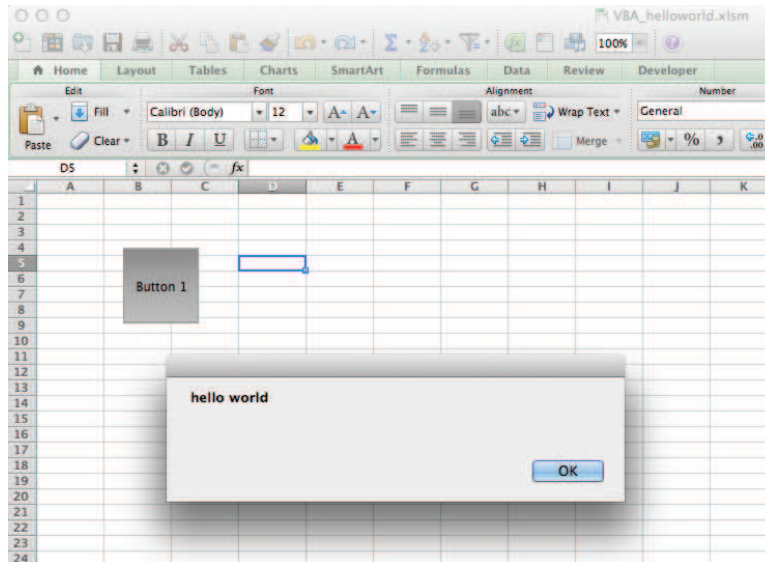 VBA_helloworld.xlsm
100%
Home Layout Tables Charts SmartArt Formulas Data Review Developer
Edit Font Alignment Number
Fill Calibri (Body) 12 A A abc Wrap Text General
Paste Clear B I U A Merge % , .0 .00
D5 fx
A B C D E F G H I J K
1
2
3
4
5
6 Button 1
7
8
9
10
11
12
13
14 hello world
15
16
17
18 OK
19
20
21
22
23
24